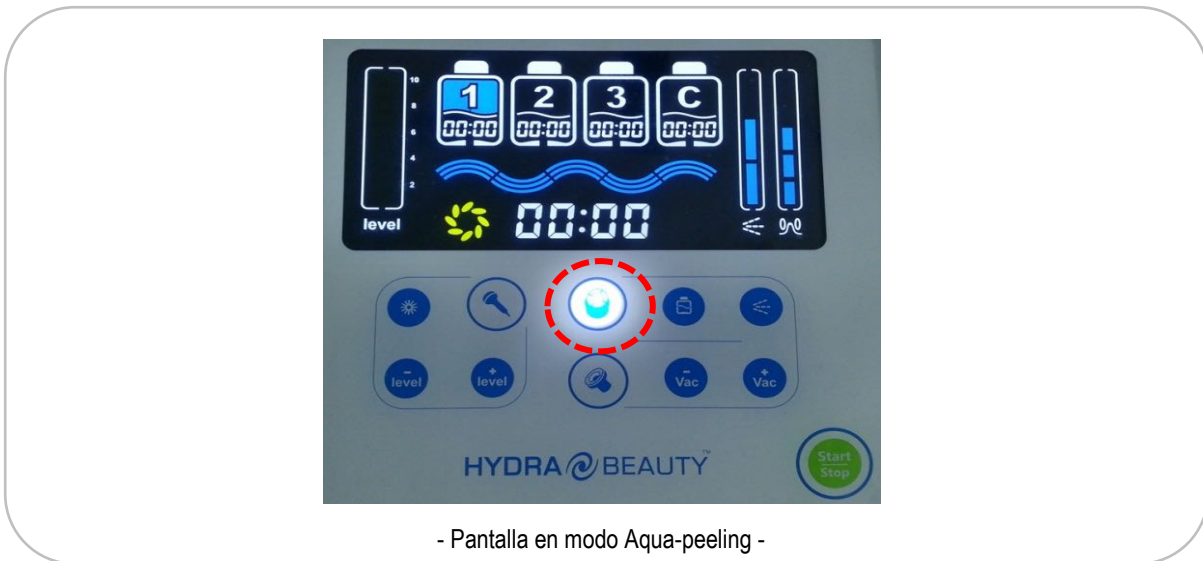 10
8
6
4
2
level
1 2 3 C
00:00 00:00 00:00 00:00
00:00
- level
+ level
- Vac
+ Vac
HYDRA BEAUTY™
Start
Stop
- Pantalla en modo Aqua-peeling -